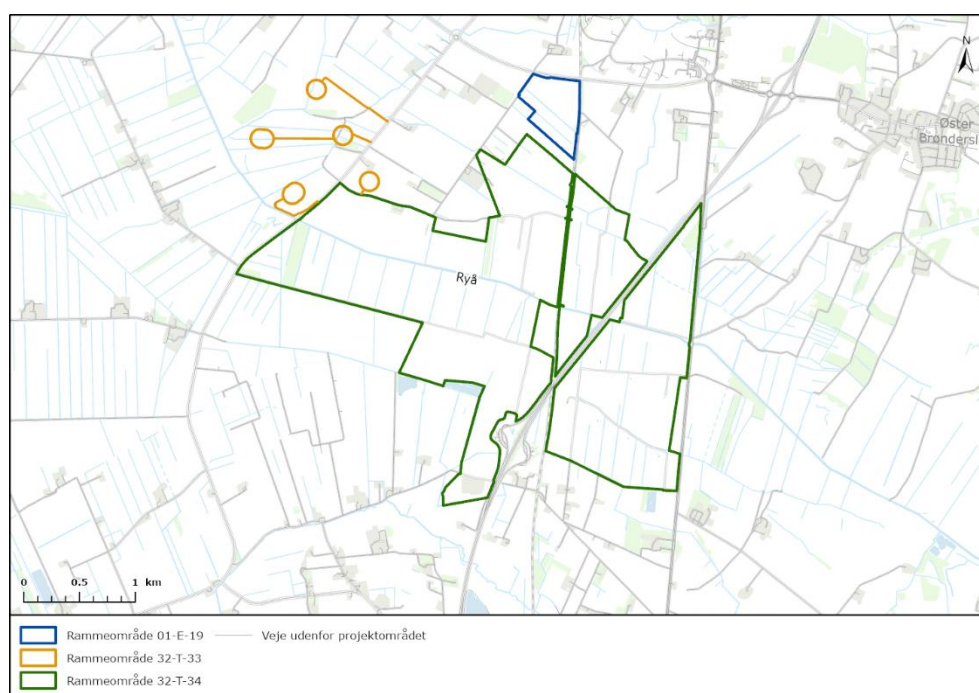 N
Øster
Brøndersl
Ryå
0 0.5 1 km
Rammeområde 01-E-19 Veje udenfor projektområdet
Rammeområde 32-T-33
Rammeområde 32-T-34